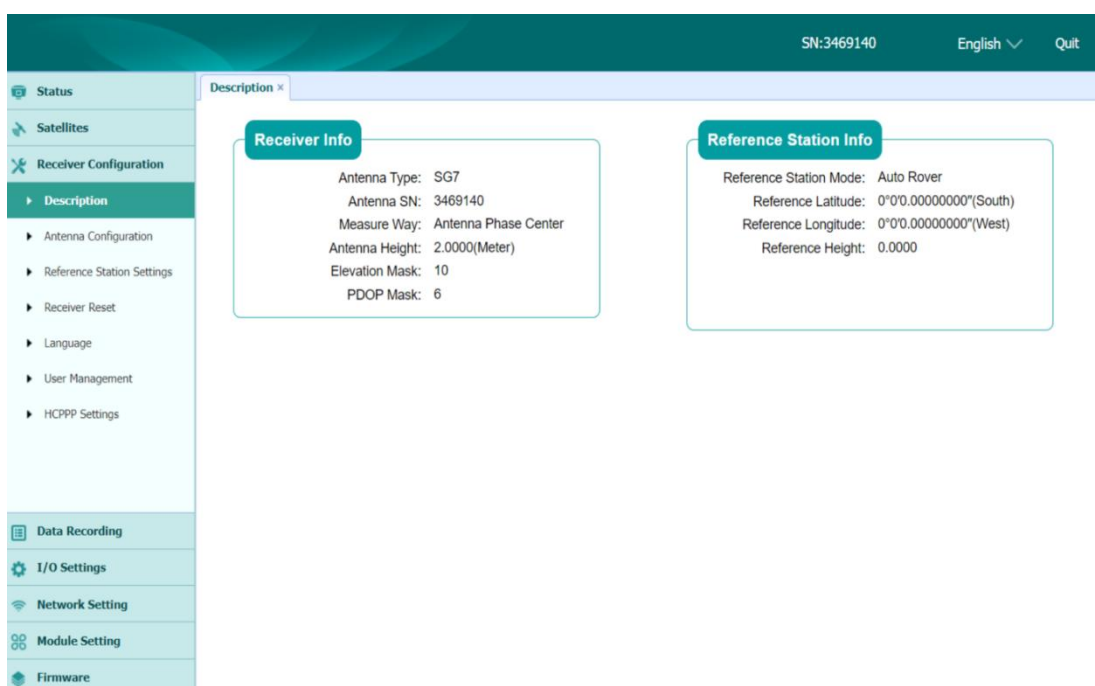 SN:3469140 English Quit
Status
Satellites
Receiver Configuration
Description
Antenna Configuration
Reference Station Settings
Receiver Reset
Language
User Management
HCPPP Settings
Data Recording
I/O Settings
Network Setting
Module Setting
Firmware
Description ×
Receiver Info
Antenna Type: SG7
Antenna SN: 3469140
Measure Way: Antenna Phase Center
Antenna Height: 2.0000(Meter)
Elevation Mask: 10
PDOP Mask: 6
Reference Station Info
Reference Station Mode: Auto Rover
Reference Latitude: 0°0'0.00000000"(South)
Reference Longitude: 0°0'0.00000000"(West)
Reference Height: 0.0000